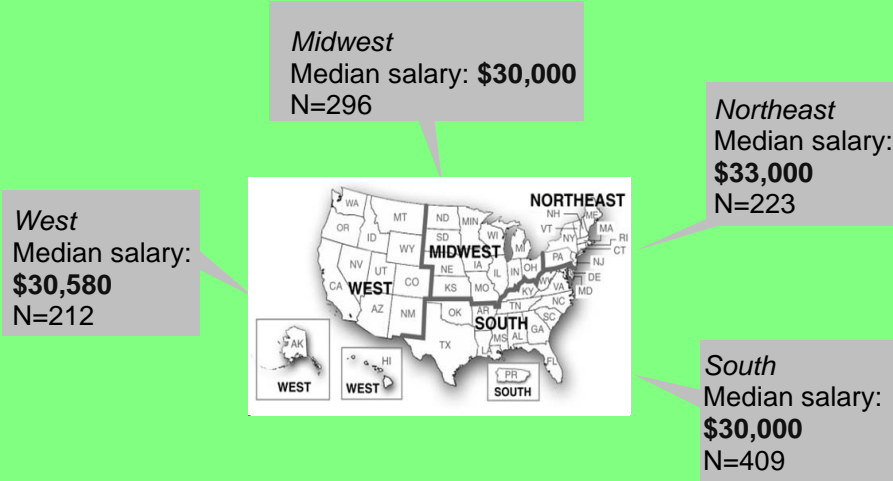 Midwest
Median salary: $30,000
N=296
Northeast
Median salary:
$33,000
N=223
West
Median salary:
$30,580
N=212
South
Median salary:
$30,000
N=409
NORTHEAST
MIDWEST
WEST
SOUTH
WA
MT
ND
MIN
OR
ID
WY
SD
WI
MI
NH
VT
ME
NY
MA
RI
CT
PA
NJ
DE
MD
NV
UT
CO
NE
IA
IL
IN
OH
CA
KS
MO
KY
WV
VA
AZ
NM
OK
AR
TN
NC
SC
TX
LA
MS
AL
GA
FL
AK
WEST
HI
WEST
PR
SOUTH